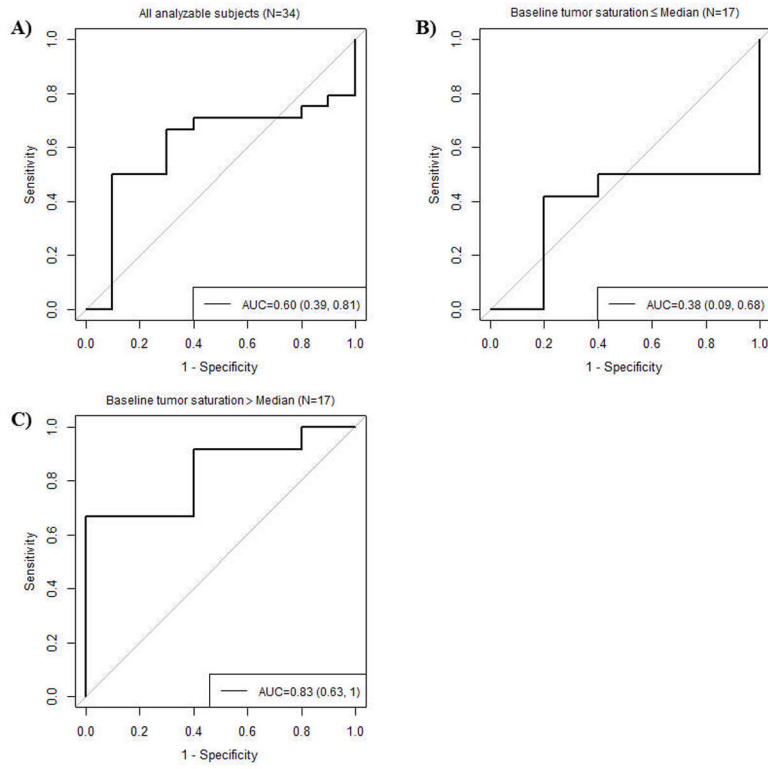 A)
All analyzable subjects (N=34)
Sensitivity
0.0 0.2 0.4 0.6 0.8 1.0
AUC=0.60 (0.39, 0.81)
0.0 0.2 0.4 0.6 0.8 1.0
1 - Specificity
B)
Baseline tumor saturation ≤ Median (N=17)
Sensitivity
0.0 0.2 0.4 0.6 0.8 1.0
AUC=0.38 (0.09, 0.68)
0.0 0.2 0.4 0.6 0.8 1.0
1 - Specificity
C)
Baseline tumor saturation > Median (N=17)
Sensitivity
0.0 0.2 0.4 0.6 0.8 1.0
AUC=0.83 (0.63, 1)
0.0 0.2 0.4 0.6 0.8 1.0
1 - Specificity